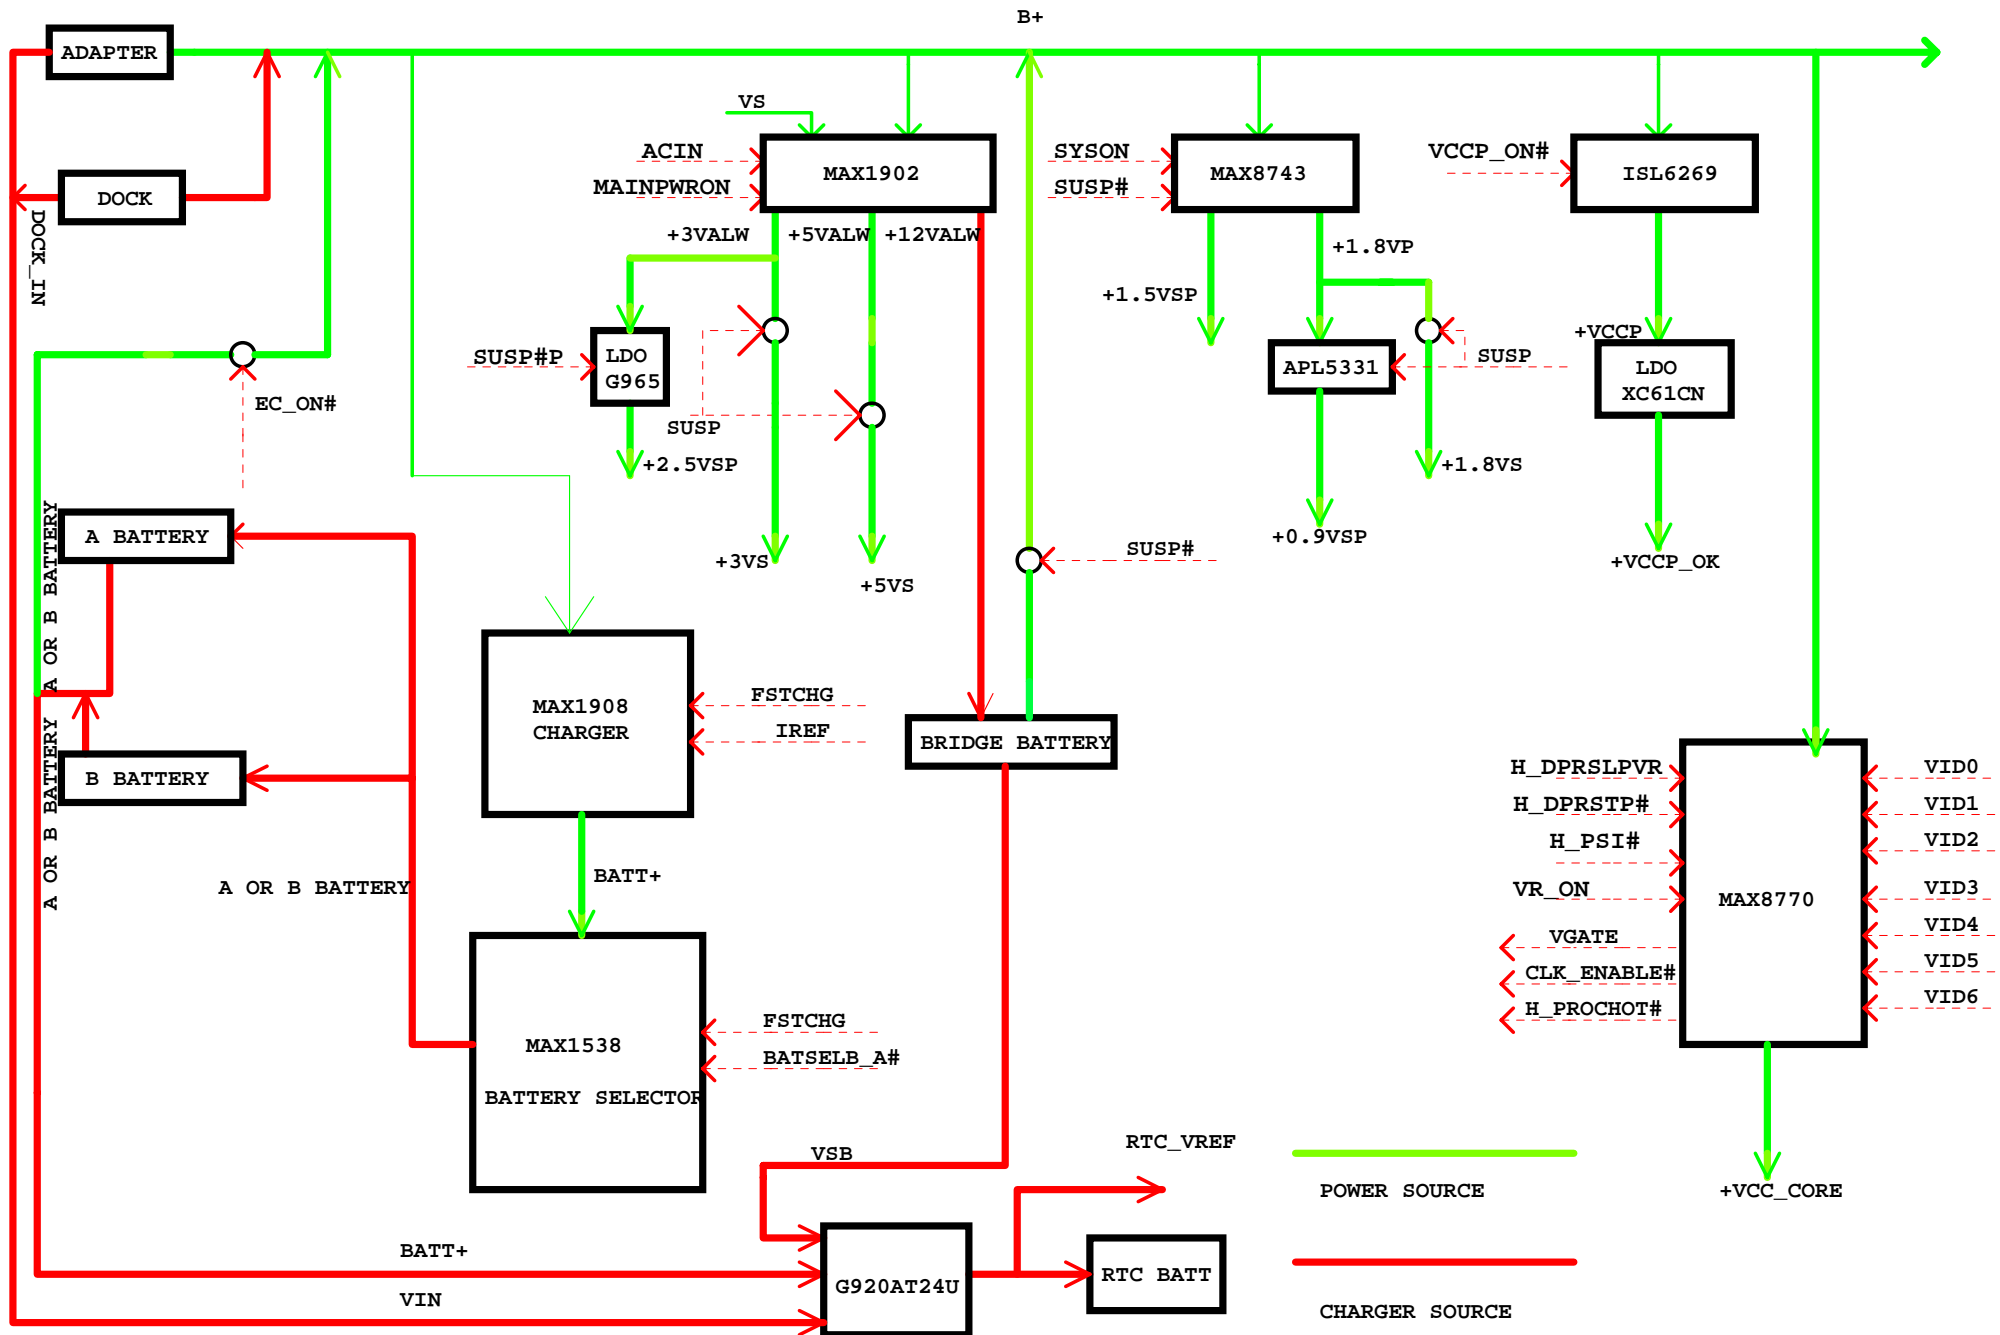 B+
ADAPTER
VS
ACIN
MAINPWRON
MAX1902
SYSON
SUSP#
MAX8743
VCCP_ON#
ISL6269
DOCK
DOCK_IN
+3VALW
+5VALW
+12VALW
+1.8VP
+1.5VSP
+VCCP
SUSP#P
LDO
G965
SUSP
APL5331
SUSP
LDO
XC61CN
EC_ON#
+2.5VSP
+1.8VS
+0.9VSP
+3VS
+5VS
SUSP#
+VCCP_OK
A BATTERY
A OR B BATTERY
MAX1908
CHARGER
FSTCHG
IREF
BRIDGE BATTERY
B BATTERY
A OR B BATTERY
H_DPRSLPVR
H_DPRSTP#
H_PSI#
VR_ON
VGATE
CLK_ENABLE#
H_PROCHOT#
MAX8770
VID0
VID1
VID2
VID3
VID4
VID5
VID6
BATT+
A OR B BATTERY
MAX1538
BATTERY SELECTOR
FSTCHG
BATSELB_A#
VSB
RTC_VREF
POWER SOURCE
+VCC_CORE
BATT+
VIN
G920AT24U
RTC BATT
CHARGER SOURCE